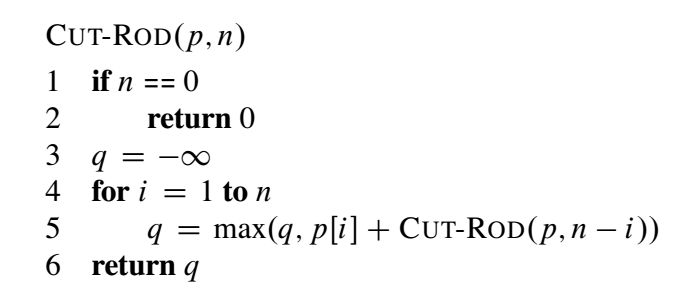 CUT-ROD(p, n)
1 if n == 0
2 return 0
3 q = −∞
4 for i = 1 to n
5 q = max(q, p[i] + CUT-ROD(p, n − i))
6 return q